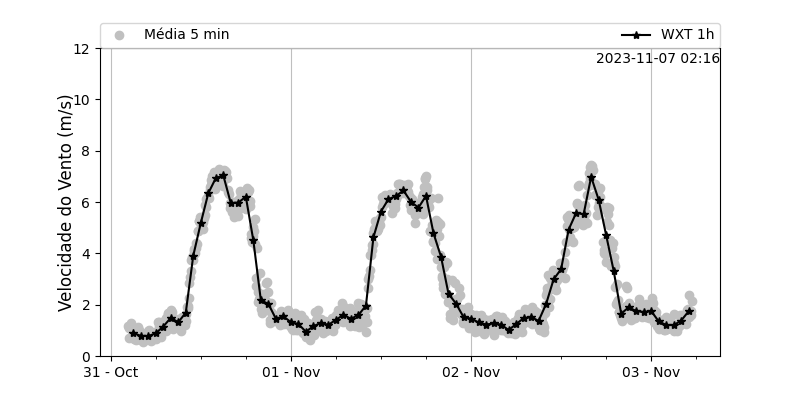 Média 5 min
WXT 1h
2023-11-07 02:16
Velocidade do Vento (m/s)
12
10
8
6
4
2
0
31 - Oct
01 - Nov
02 - Nov
03 - Nov